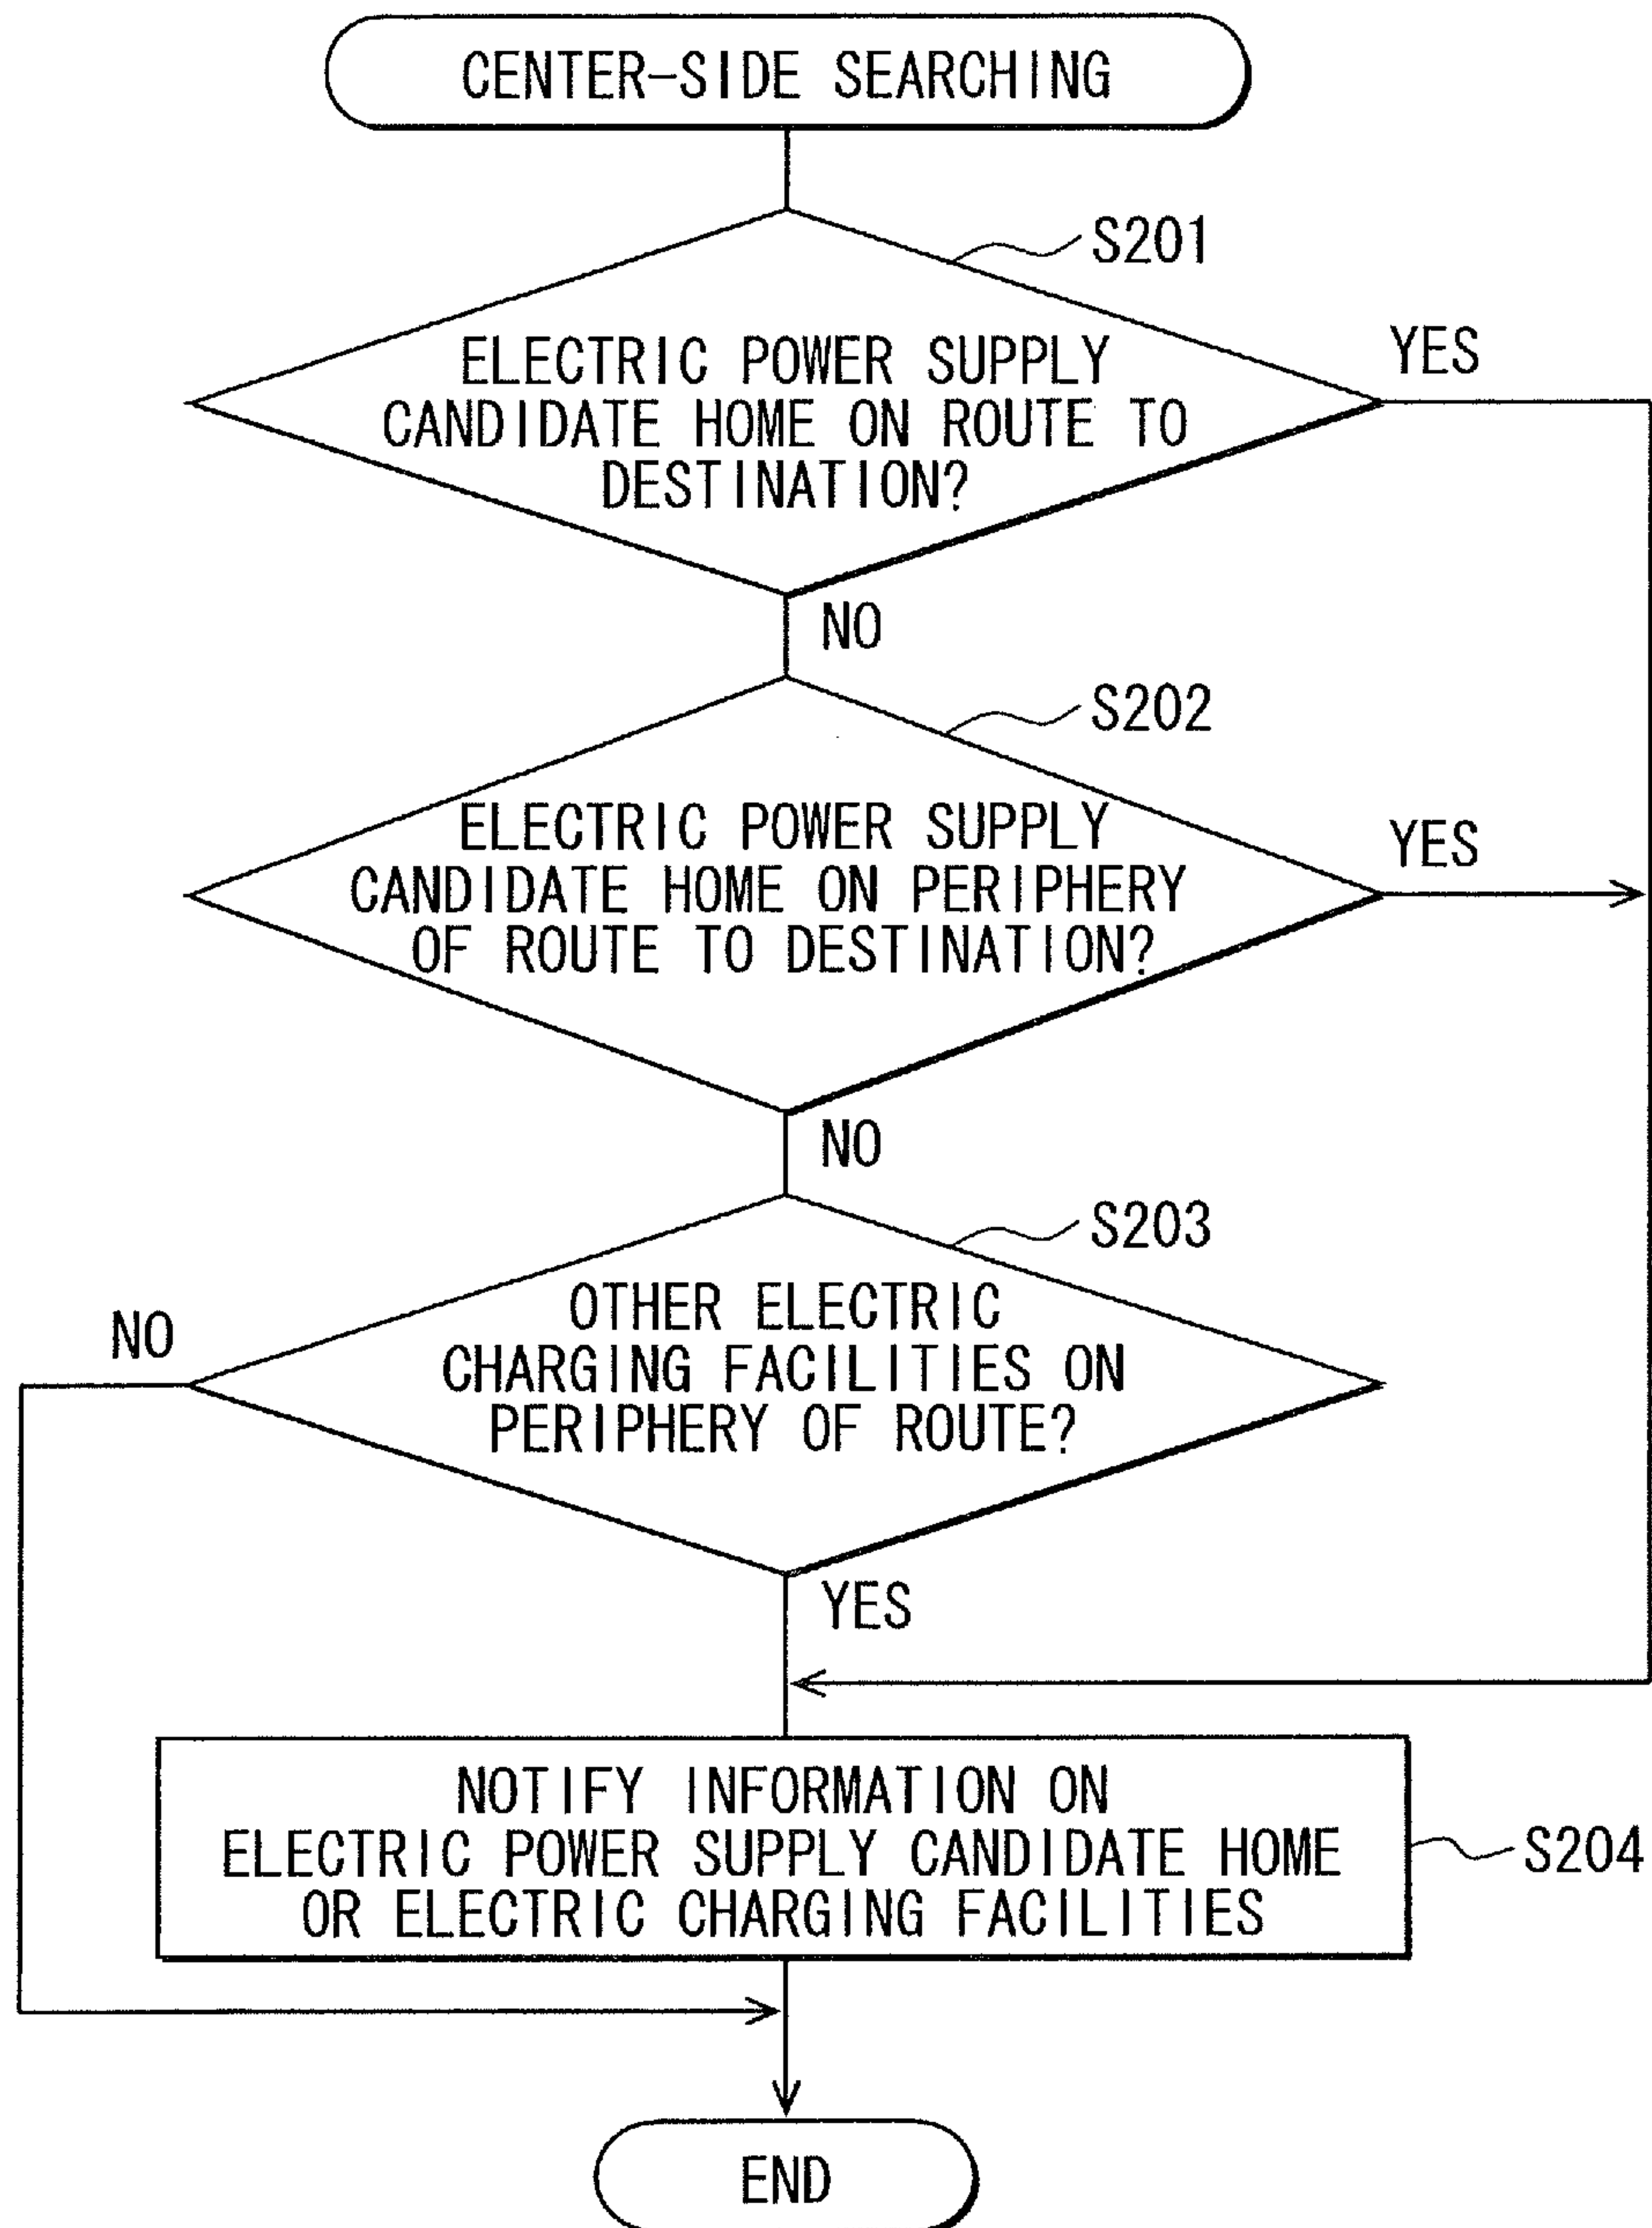 CENTER-SIDE SEARCHING
S201
ELECTRIC POWER SUPPLY
CANDIDATE HOME ON ROUTE TO
DESTINATION?
YES
NO
S202
ELECTRIC POWER SUPPLY
CANDIDATE HOME ON PERIPHERY
OF ROUTE TO DESTINATION?
YES
NO
S203
OTHER ELECTRIC
CHARGING FACILITIES ON
PERIPHERY OF ROUTE?
NO
YES
NOTIFY INFORMATION ON
ELECTRIC POWER SUPPLY CANDIDATE HOME
OR ELECTRIC CHARGING FACILITIES
S204
END